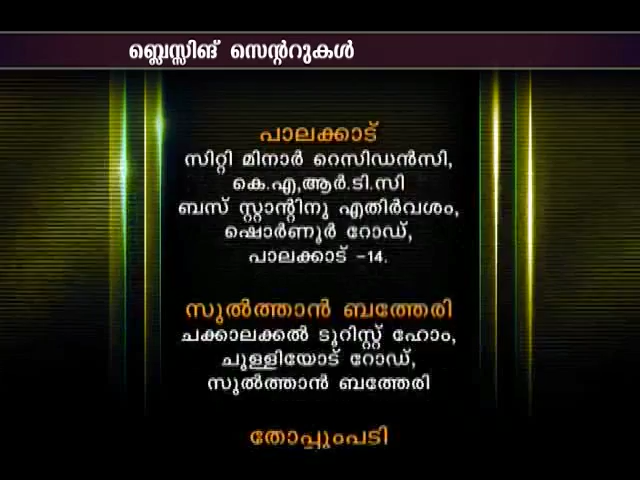 ബ്ലെസ്സിങ് സെന്ററുകൾ
പാലക്കാട്
സിറ്റി മിനാർ റെസിഡൻസി,
കെ.എ,ആർ.ടി.സി
ബസ് സ്റ്റാന്റിനു എതിർവശം,
ഷൊർണൂർ റോഡ്,
പാലക്കാട് -14.
സുൽത്താൻ ബത്തേരി
ചക്കാലക്കൽ ടൂറിസ്റ്റ് ഹോം,
ചുള്ളിയോട് റോഡ്,
സുൽത്താൻ ബത്തേരി
തോപ്പുംപടി